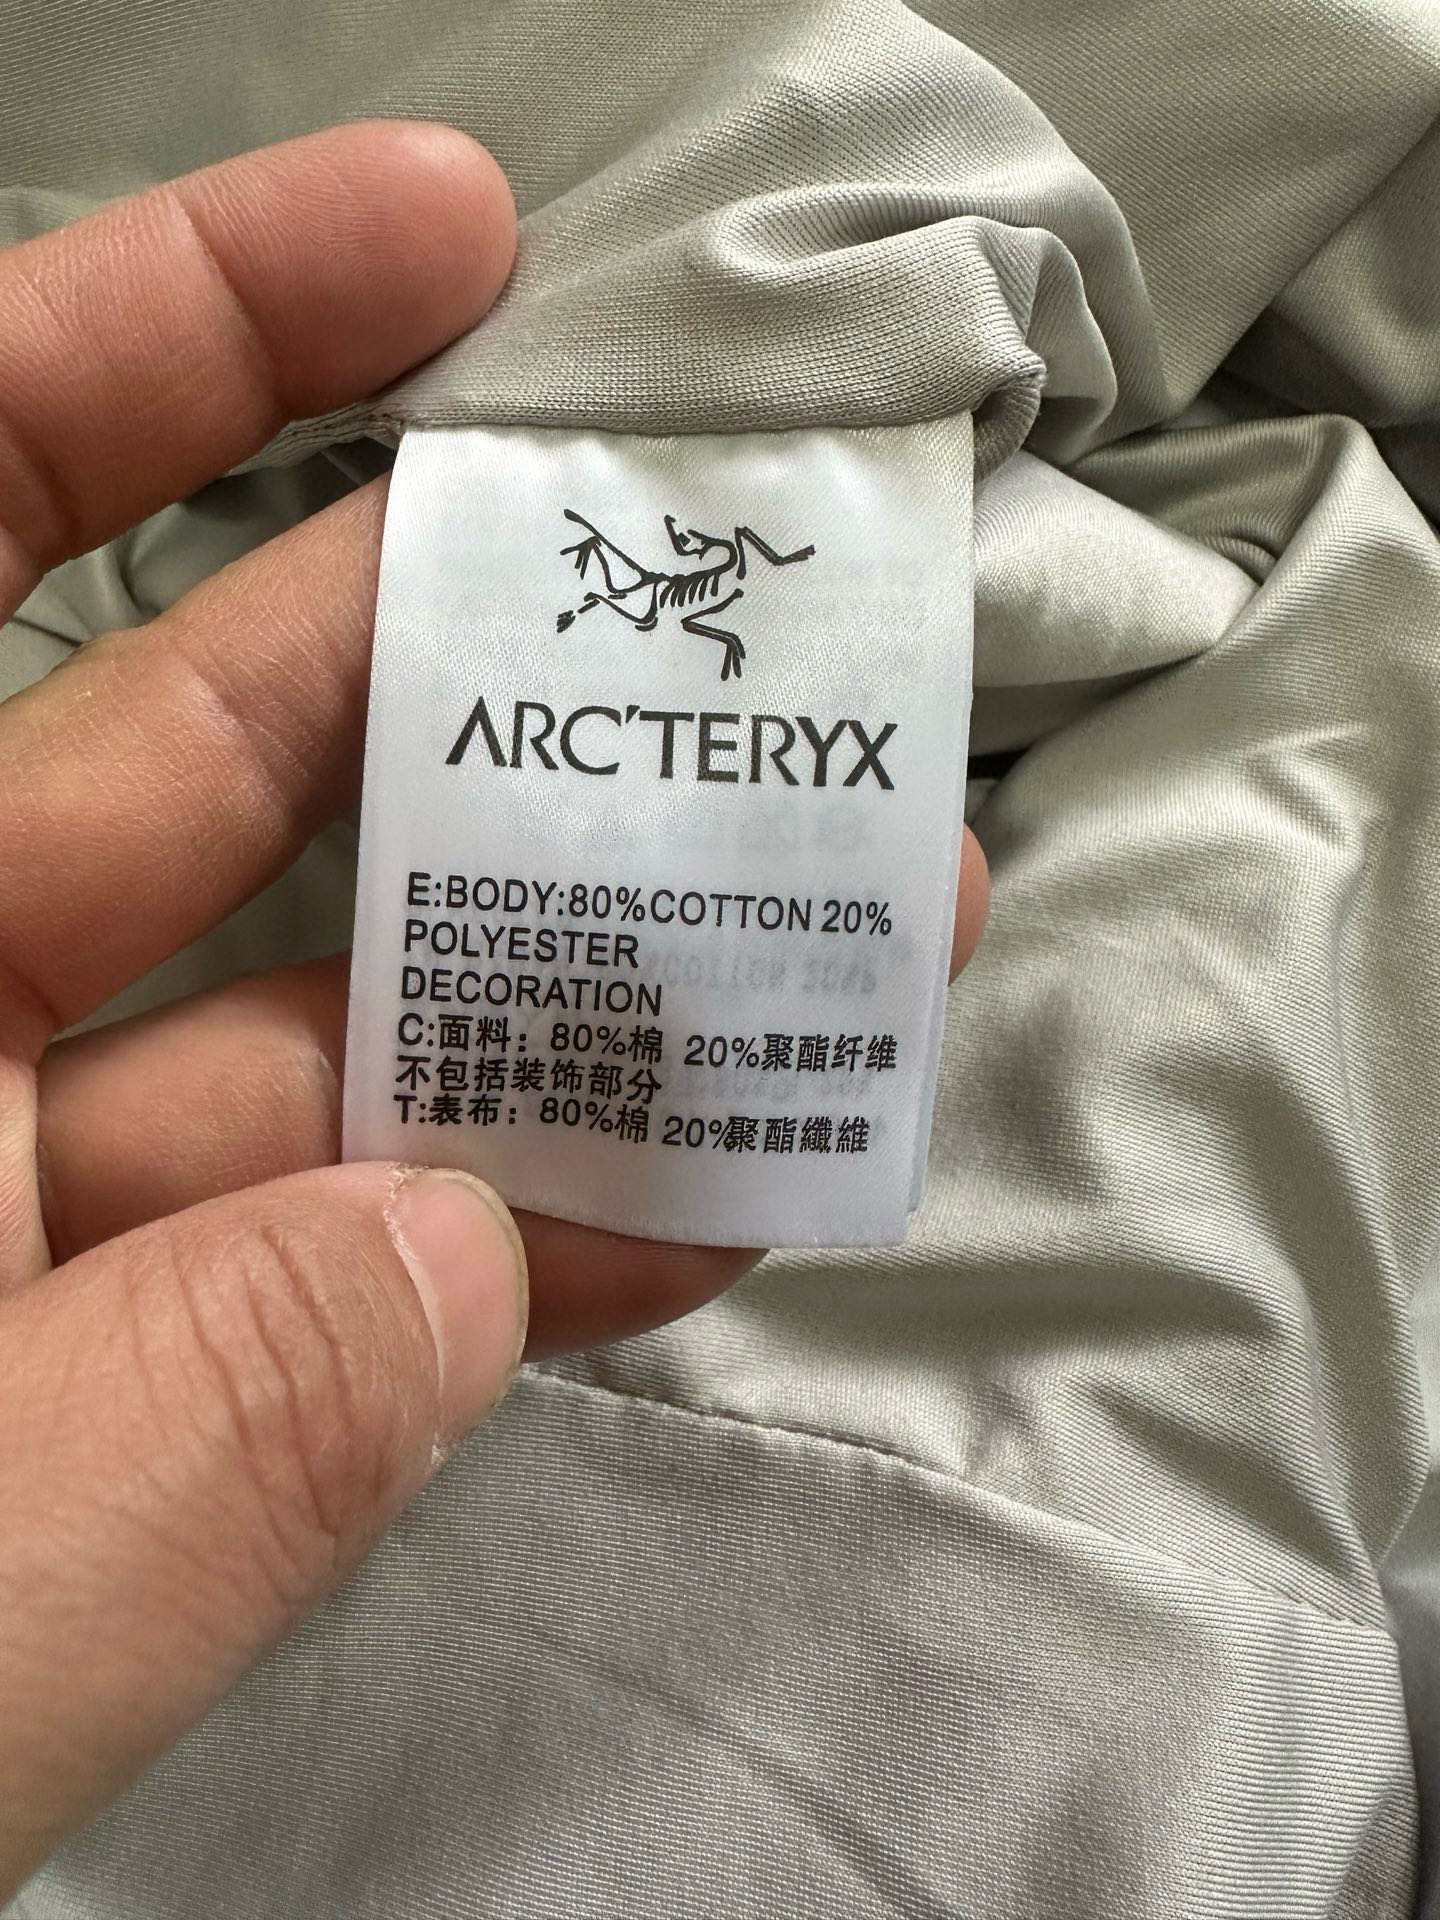 ARC'TERYX
E:BODY:80%COTTON 20%
POLYESTER
DECORATION
C:面料：80%棉 20%聚酯纤维
不包括装饰部分
T:表布：80%棉 20%聚酯纖維